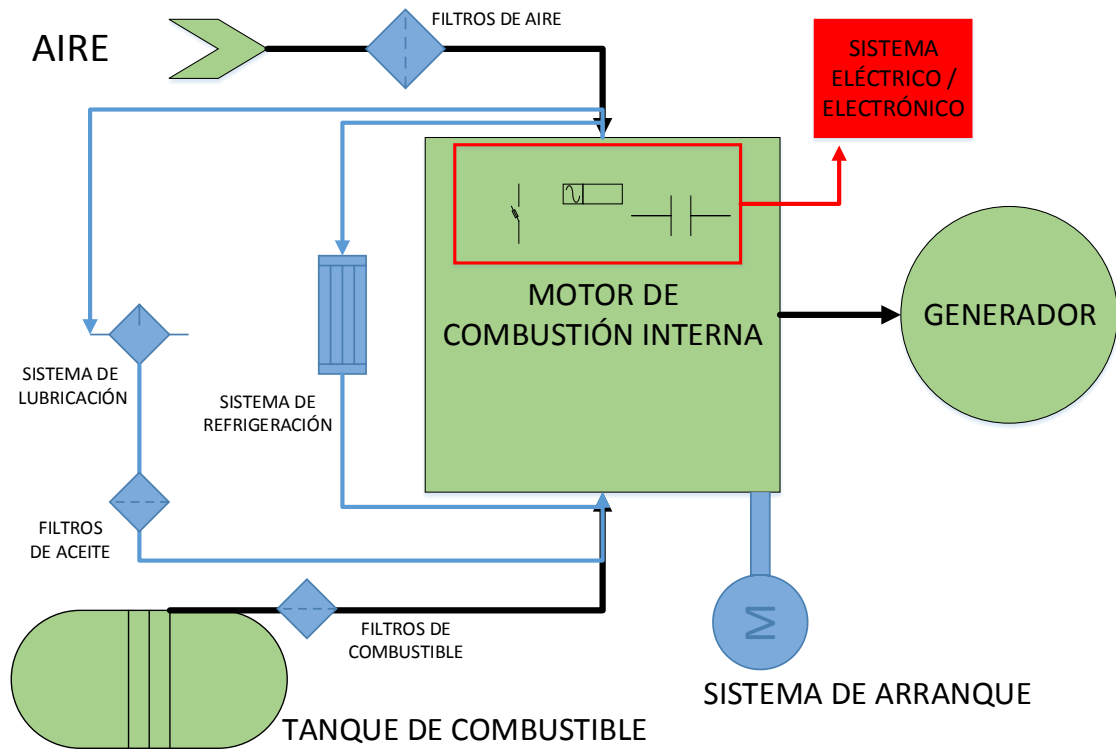 FILTROS DE AIRE
AIRE
SISTEMA
ELÉCTRICO /
ELECTRÓNICO
MOTOR DE
COMBUSTIÓN INTERNA
GENERADOR
SISTEMA DE
LUBRICACIÓN
SISTEMA DE
REFRIGERACIÓN
FILTROS
DE ACEITE
FILTROS DE
COMBUSTIBLE
M
SISTEMA DE ARRANQUE
TANQUE DE COMBUSTIBLE